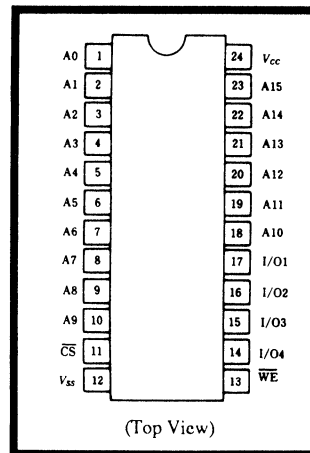 A0 1 24 Vcc
A1 2 23 A15
A2 3 22 A14
A3 4 21 A13
A4 5 20 A12
A5 6 19 A11
A6 7 18 A10
A7 8 17 I/O1
A8 9 16 I/O2
A9 10 15 I/O3
C̅S̅ 11 14 I/O4
Vss 12 13 W̅E̅
(Top View)